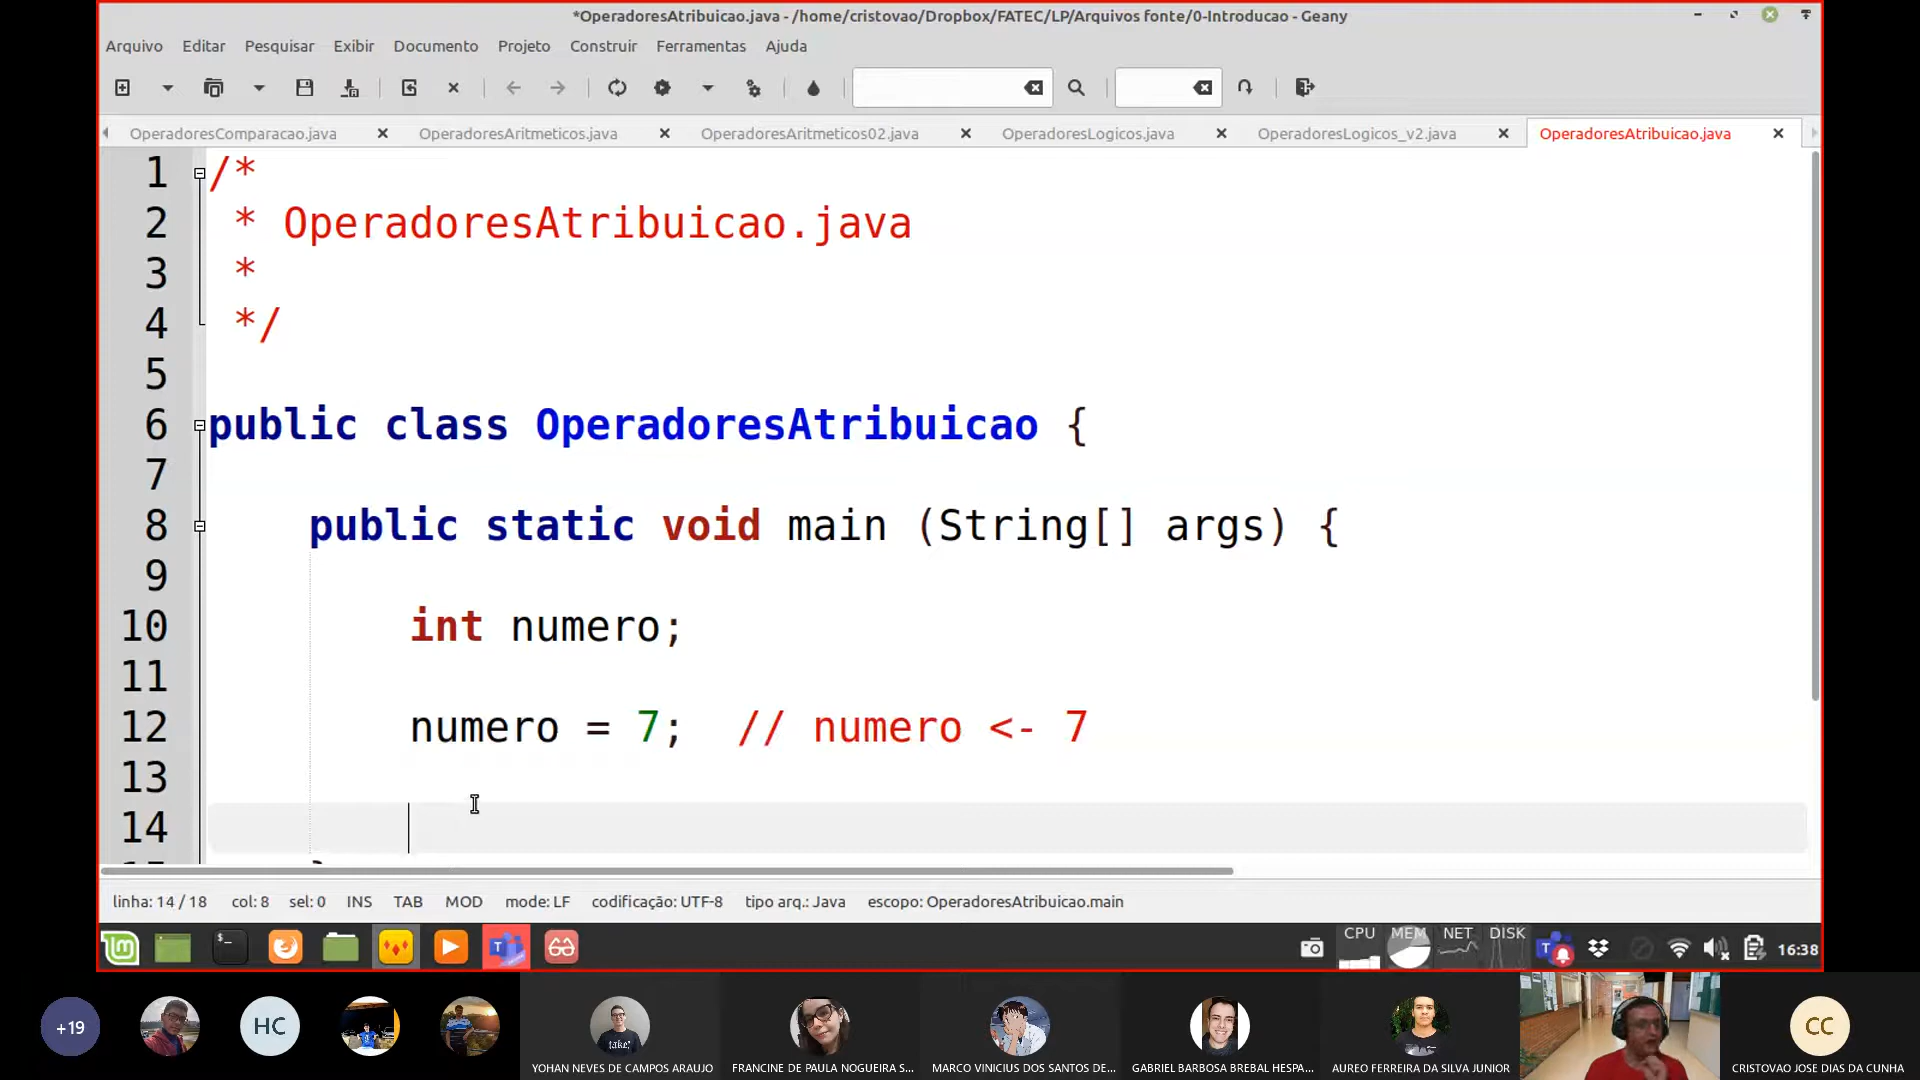 *OperadoresAtribuicao.java - /home/cristovao/Dropbox/FATEC/LP/Arquivos fonte/0-Introducao - Geany
Arquivo Editar Pesquisar Exibir Documento Projeto Construir Ferramentas Ajuda
OperadoresComparacao.java OperadoresAritmeticos.java OperadoresAritmeticos02.java OperadoresLogicos.java OperadoresLogicos_v2.java OperadoresAtribuicao.java
1 /*
2 * OperadoresAtribuicao.java
3 *
4 */
5
6 public class OperadoresAtribuicao {
7
8 public static void main (String[] args) {
9
10 int numero;
11
12 numero = 7; // numero <- 7
13
14
linha: 14 / 18 col: 8 sel: 0 INS TAB MOD mode: LF codificação: UTF-8 tipo arq.: Java escopo: OperadoresAtribuicao.main
CPU MEM NET DISK
16:38
+19 HC take? CC
YOHAN NEVES DE CAMPOS ARAUJO FRANCINE DE PAULA NOGUEIRA S... MARCO VINICIUS DOS SANTOS DE... GABRIEL BARBOSA BREBAL HESPA... AUREO FERREIRA DA SILVA JUNIOR CRISTOVAO JOSE DIAS DA CUNHA